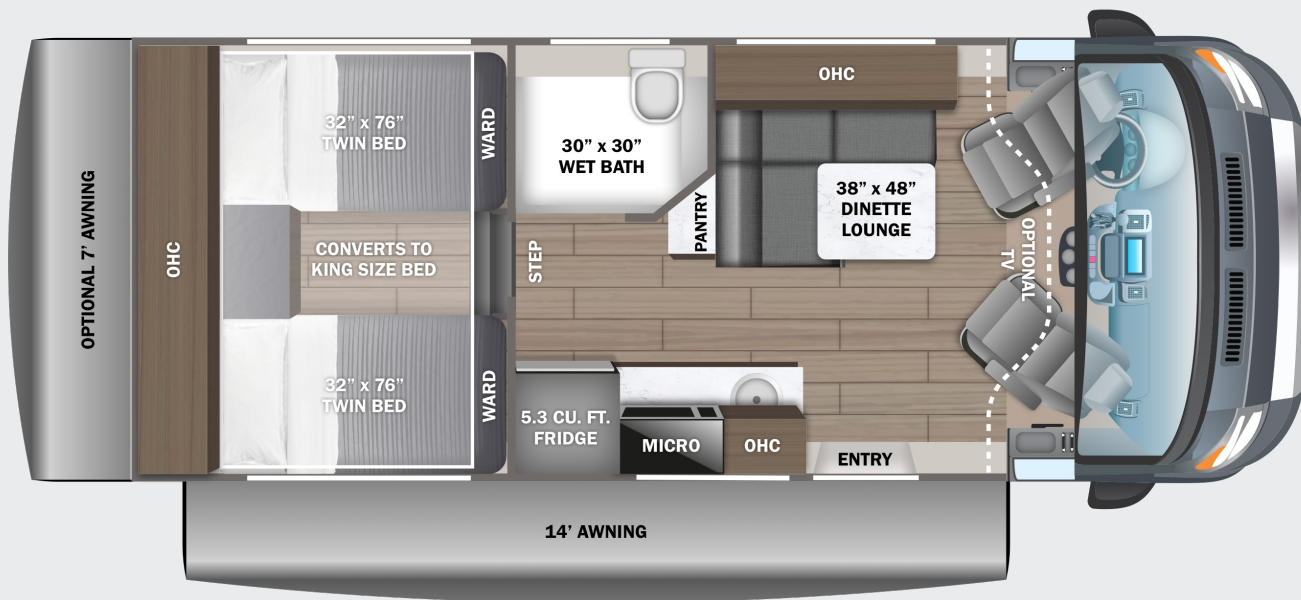 OPTIONAL 7’ AWNING
OHC
32” x 76”
TWIN BED
WARD
CONVERTS TO
KING SIZE BED
STEP
32” x 76”
TWIN BED
WARD
30” x 30”
WET BATH
PANTRY
OHC
38” x 48”
DINETTE
LOUNGE
OPTIONAL
TV
5.3 CU. FT.
FRIDGE
MICRO
OHC
ENTRY
14’ AWNING